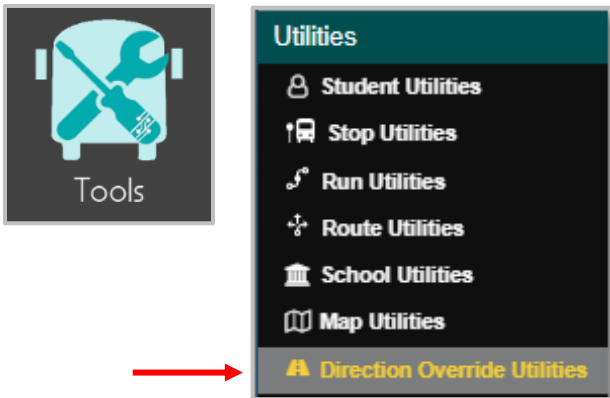 Tools
Utilities
Student Utilities
Stop Utilities
Run Utilities
Route Utilities
School Utilities
Map Utilities
Direction Override Utilities